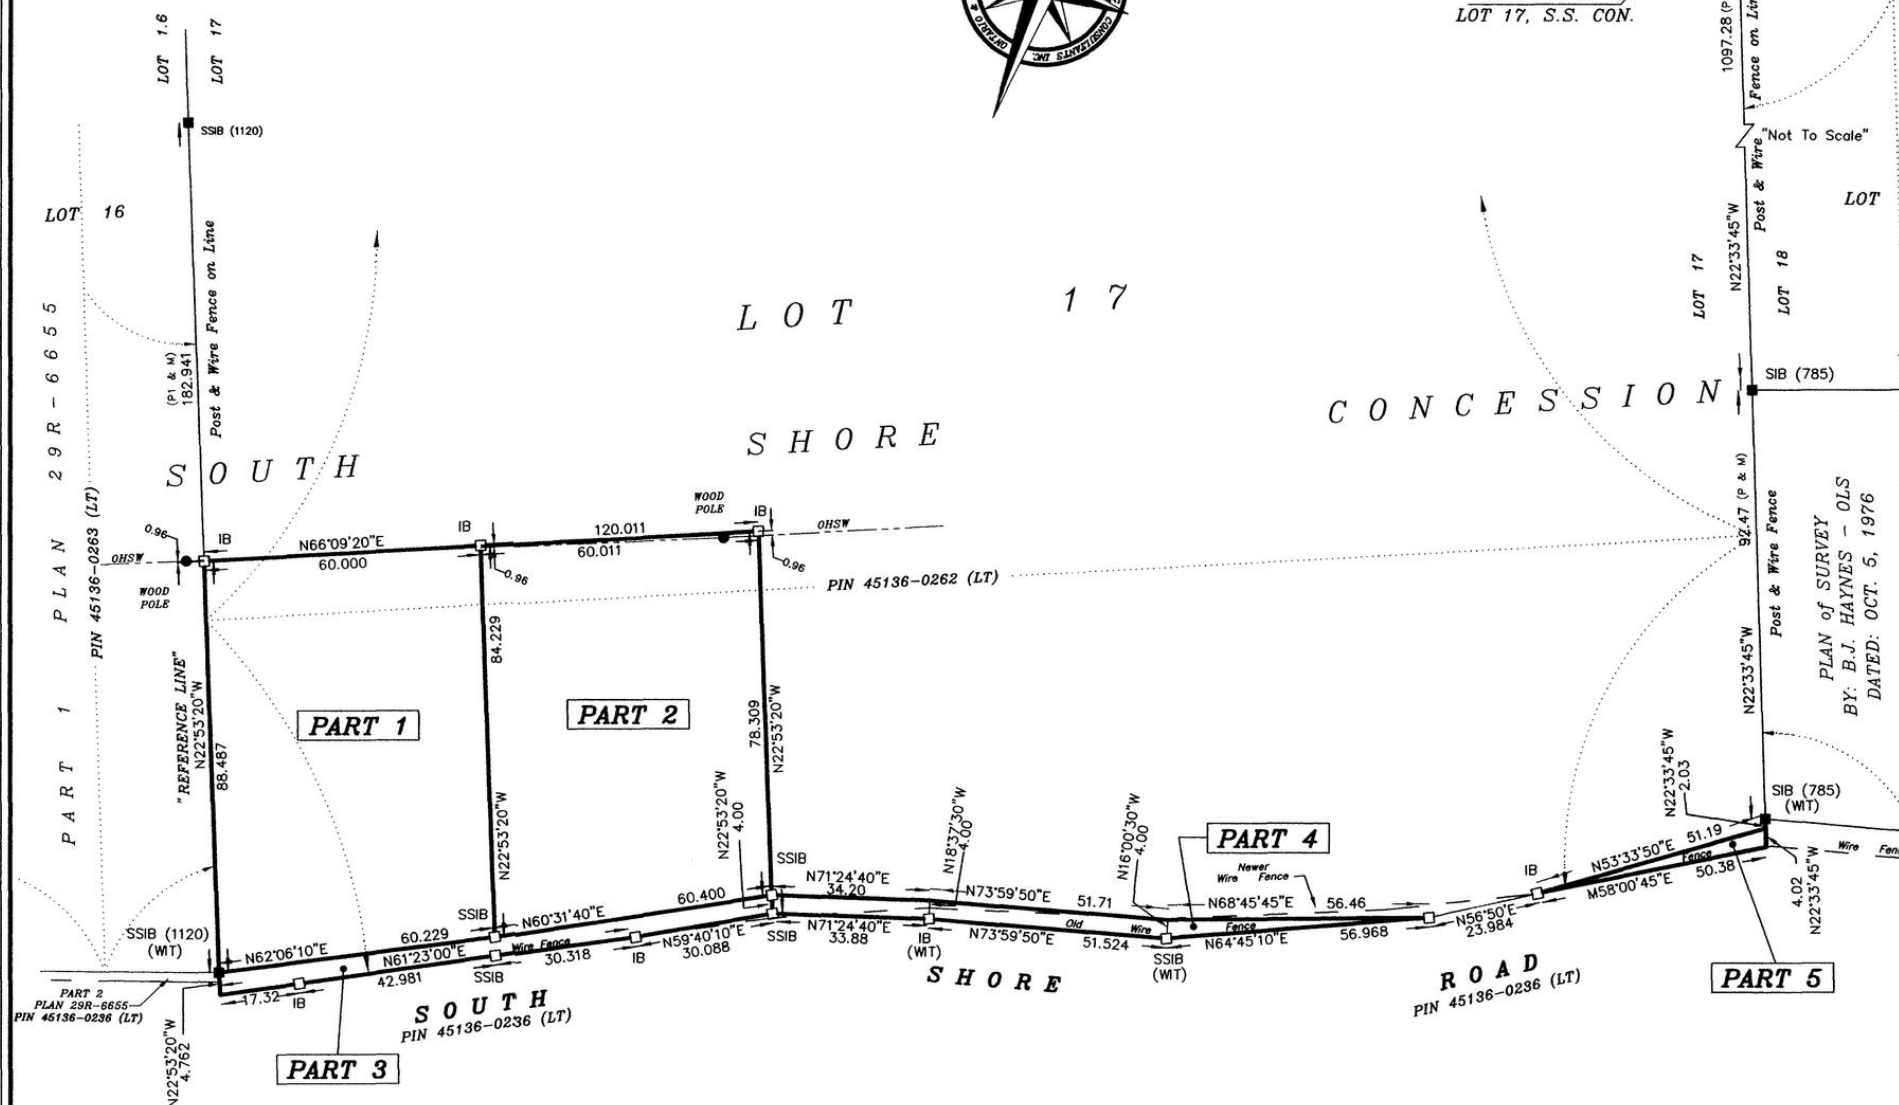 LOT 17, S.S. CON.
ONTARIO &
CONSULTANTS INC.
LOT 1.6
LOT 17
SSIB (1120)
1097.28 (P
Post & Wire Fence on Lin
"Not To Scale"
LOT 16
LOT
Post & Wire Fence on Line
N22°33'45"W
LOT 17
LOT 18
LOT 17
(P1 & M)
182.941
SIB (785)
CONCESSION
SHORE
SOUTH
PART 1 PLAN 29R-6655
PIN 45136-0263 (LT)
92.47 (P & M)
Post & Wire Fence
PLAN of SURVEY
BY: B.J. HAYNES - OLS
DATED: OCT. 5, 1976
WOOD
POLE
0.96
IB
IB
IB
OHSW
N66°09'20"E
60.000
120.011
60.011
OHSW
0.96
0.96
WOOD
POLE
PIN 45136-0262 (LT)
84.229
"REFERENCE LINE"
N22°53'20"W
88.487
PART 1
PART 2
78.309
N22°53'20"W
N22°33'45"W
N22°53'20"W
N22°53'20"W
4.00
N18°37'30"W
4.00
N16°00'30"W
4.00
PART 4
Newer
Wire Fence
N22°33'45"W
2.03
SIB (785)
(WIT)
SSIB
N71°24'40"E
34.20
N73°59'50"E
51.71
N68°45'45"E
56.46
IB
N53°33'50"E
51.19
Fence
M58°00'45"E
50.38
Wire Fen
4.02
N22°33'45"W
SSIB (1120)
(WIT)
N62°06'10"E
60.229
SSIB
N60°31'40"E
60.400
N61°23'00"E
Wire Fence
30.318
IB
N59°40'10"E
30.088
SSIB
N71°24'40"E
33.88
IB
(WIT)
N73°59'50"E
Old
51.524
Wire
Fence
SSIB
(WIT)
N64°45'10"E
56.968
N56°50'E
23.984
17.32
IB
42.981
SSIB
SOUTH
SHORE
ROAD
PIN 45136-0236 (LT)
PIN 45136-0236 (LT)
PART 5
PART 2
PLAN 29R-6655
PIN 45136-0236 (LT)
N22°53'20"W
4.762
PART 3